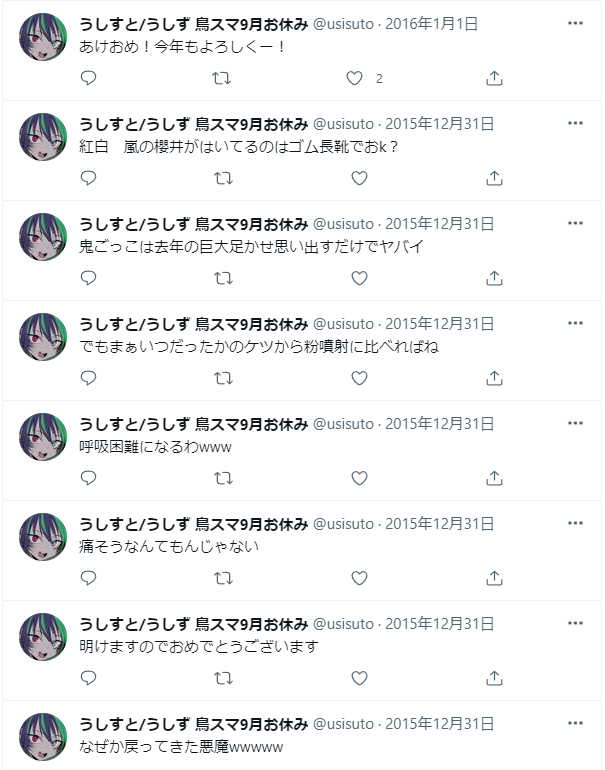 うしすと/うしず 鳥スマ9月お休み @usisuto · 2016年1月1日
あけおめ！今年もよろしくー！
2
うしすと/うしず 鳥スマ9月お休み @usisuto · 2015年12月31日
紅白　嵐の櫻井がはいてるのはゴム長靴でおk？
うしすと/うしず 鳥スマ9月お休み @usisuto · 2015年12月31日
鬼ごっこは去年の巨大足かせ思い出すだけでヤバイ
うしすと/うしず 鳥スマ9月お休み @usisuto · 2015年12月31日
でもまぁいつだったかのケツから粉噴射に比べればね
うしすと/うしず 鳥スマ9月お休み @usisuto · 2015年12月31日
呼吸困難になるわwww
うしすと/うしず 鳥スマ9月お休み @usisuto · 2015年12月31日
痛そうなんてもんじゃない
うしすと/うしず 鳥スマ9月お休み @usisuto · 2015年12月31日
明けますのでおめでとうございます
うしすと/うしず 鳥スマ9月お休み @usisuto · 2015年12月31日
なぜか戻ってきた悪魔wwwww